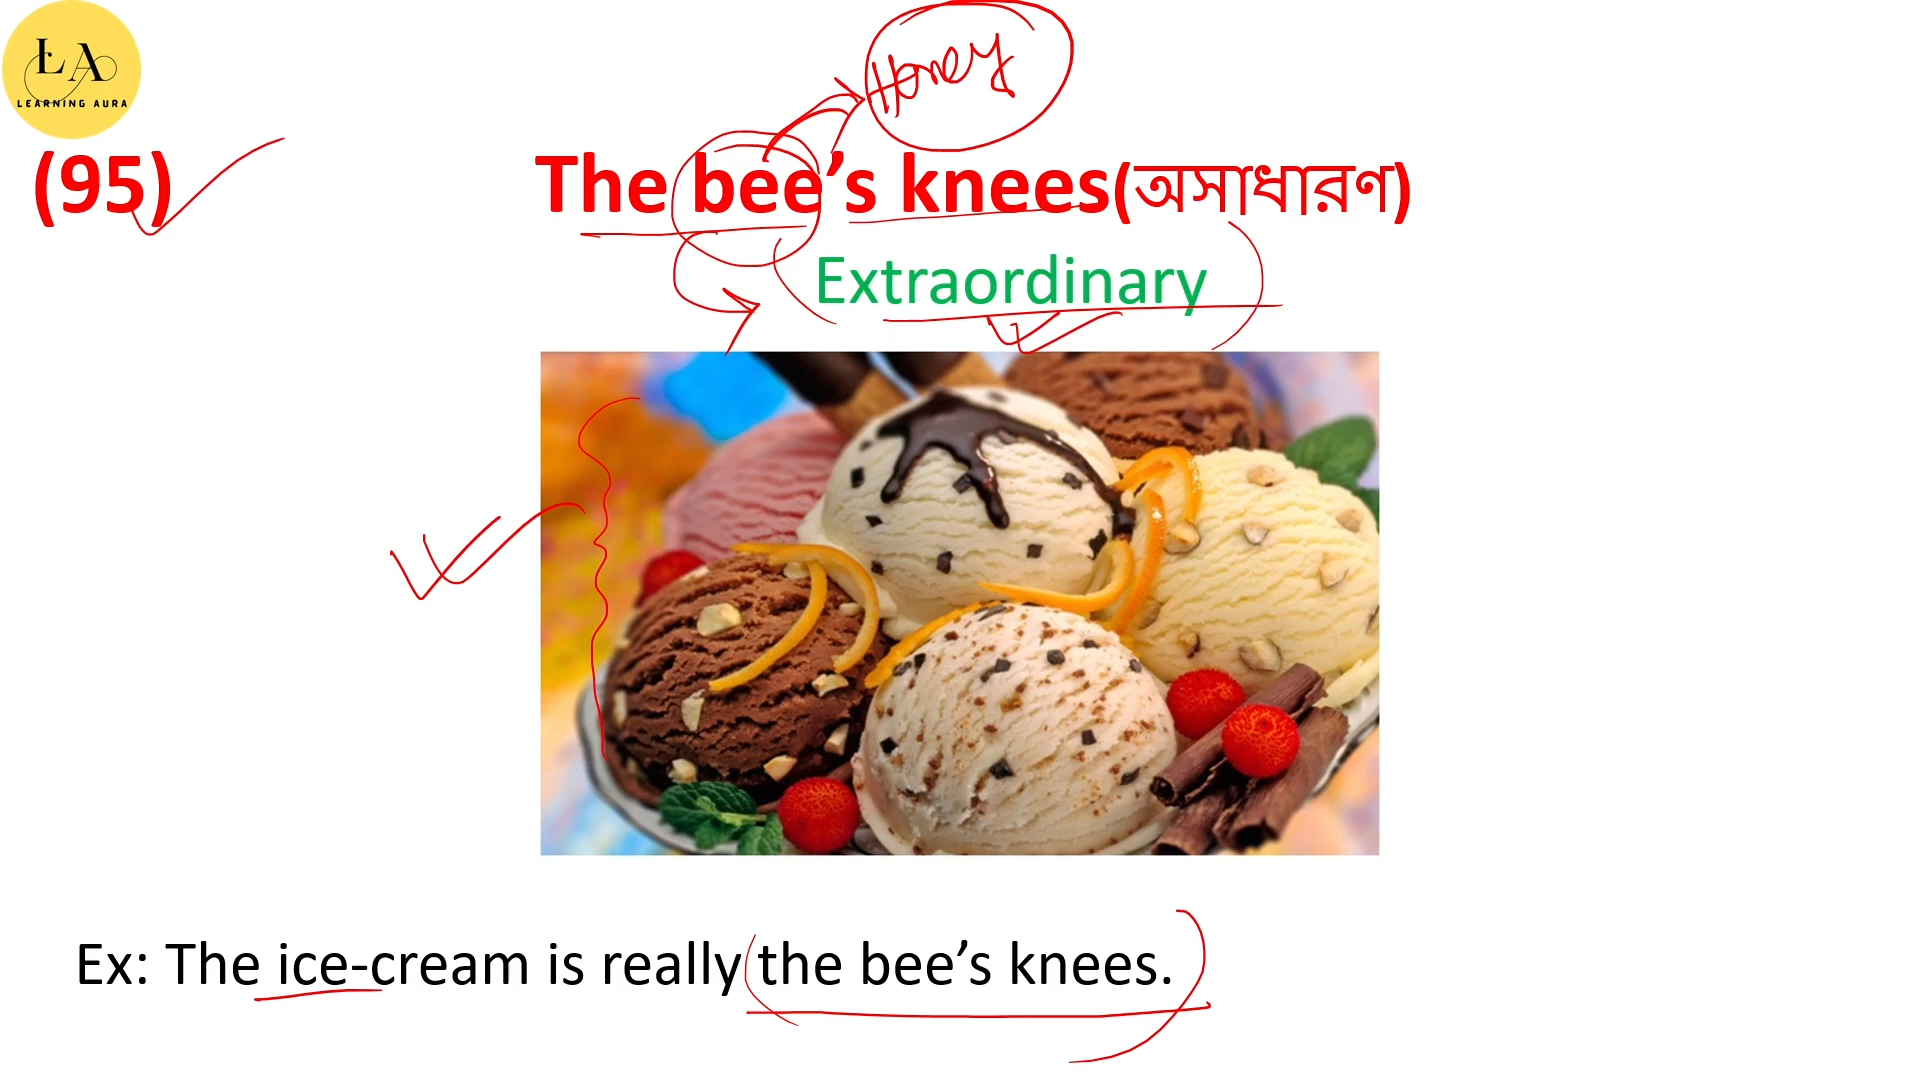 LA
LEARNING AURA
Honey
(95)
The bee’s knees(অসাধারণ)
Extraordinary
Ex: The ice-cream is really the bee’s knees.